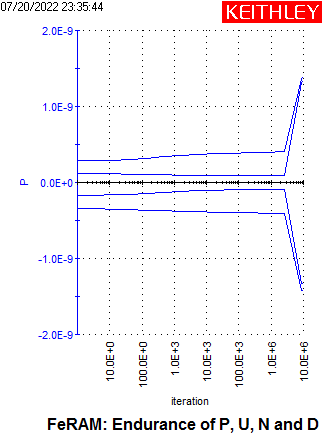 07/20/2022 23:35:44
KEITHLEY
2.0E-9
1.0E-9
P
0.0E+0
-1.0E-9
-2.0E-9
10.0E+0
100.0E+0
1.0E+3
10.0E+3
100.0E+3
1.0E+6
10.0E+6
iteration
FeRAM: Endurance of P, U, N and D